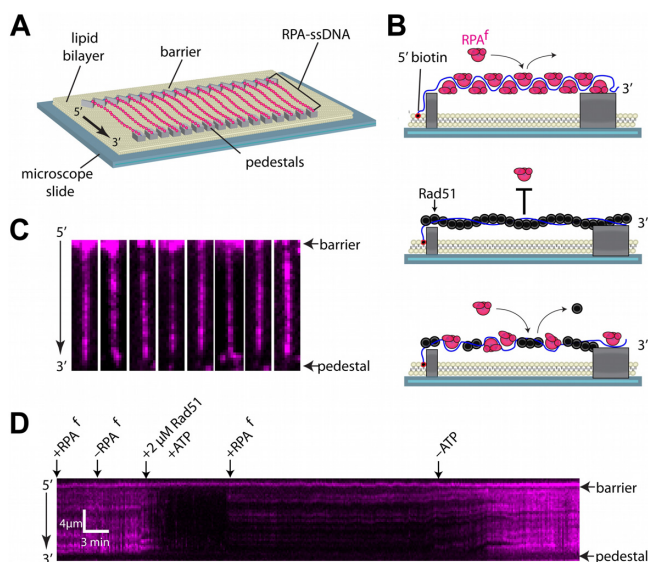 A
lipid
bilayer
barrier
RPA-ssDNA
5'
3'
microscope
slide
pedestals
B
RPAf
5' biotin
3'
Rad51
3'
3'
C
5'
barrier
3'
pedestal
D
+RPA f
–RPA f
+2 μM Rad51
+ATP
+RPA f
–ATP
5'
barrier
4μm
3 min
3'
pedestal